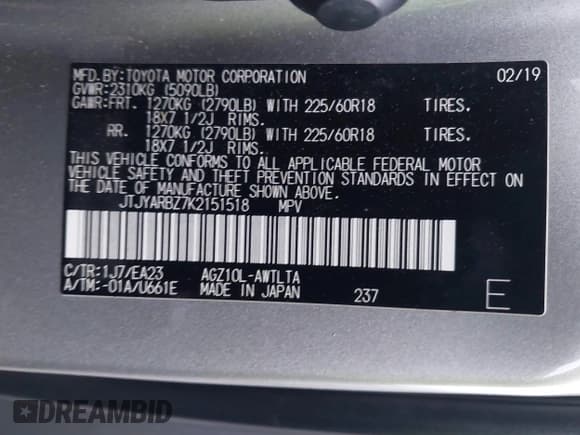 MFD.BY:TOYOTA MOTOR CORPORATION 02/19
GVWR:2310KG (5090LB)
GAWR:FRT. 1270KG (2790LB) WITH 225/60R18 TIRES.
18X7 1/2J RIMS.
RR. 1270KG (2790LB) WITH 225/60R18 TIRES.
18X7 1/2J RIMS.
THIS VEHICLE CONFORMS TO ALL APPLICABLE FEDERAL MOTOR
VEHICLE SAFETY AND THEFT PREVENTION STANDARDS IN EFFECT
ON THE DATE OF MANUFACTURE SHOWN ABOVE.
JTJYARBZ7K2151518 MPV
C/TR:1J7/EA23 AGZ10L-AWTLTA
A/TM:-01A/U661E MADE IN JAPAN 237 E
DREAMBID